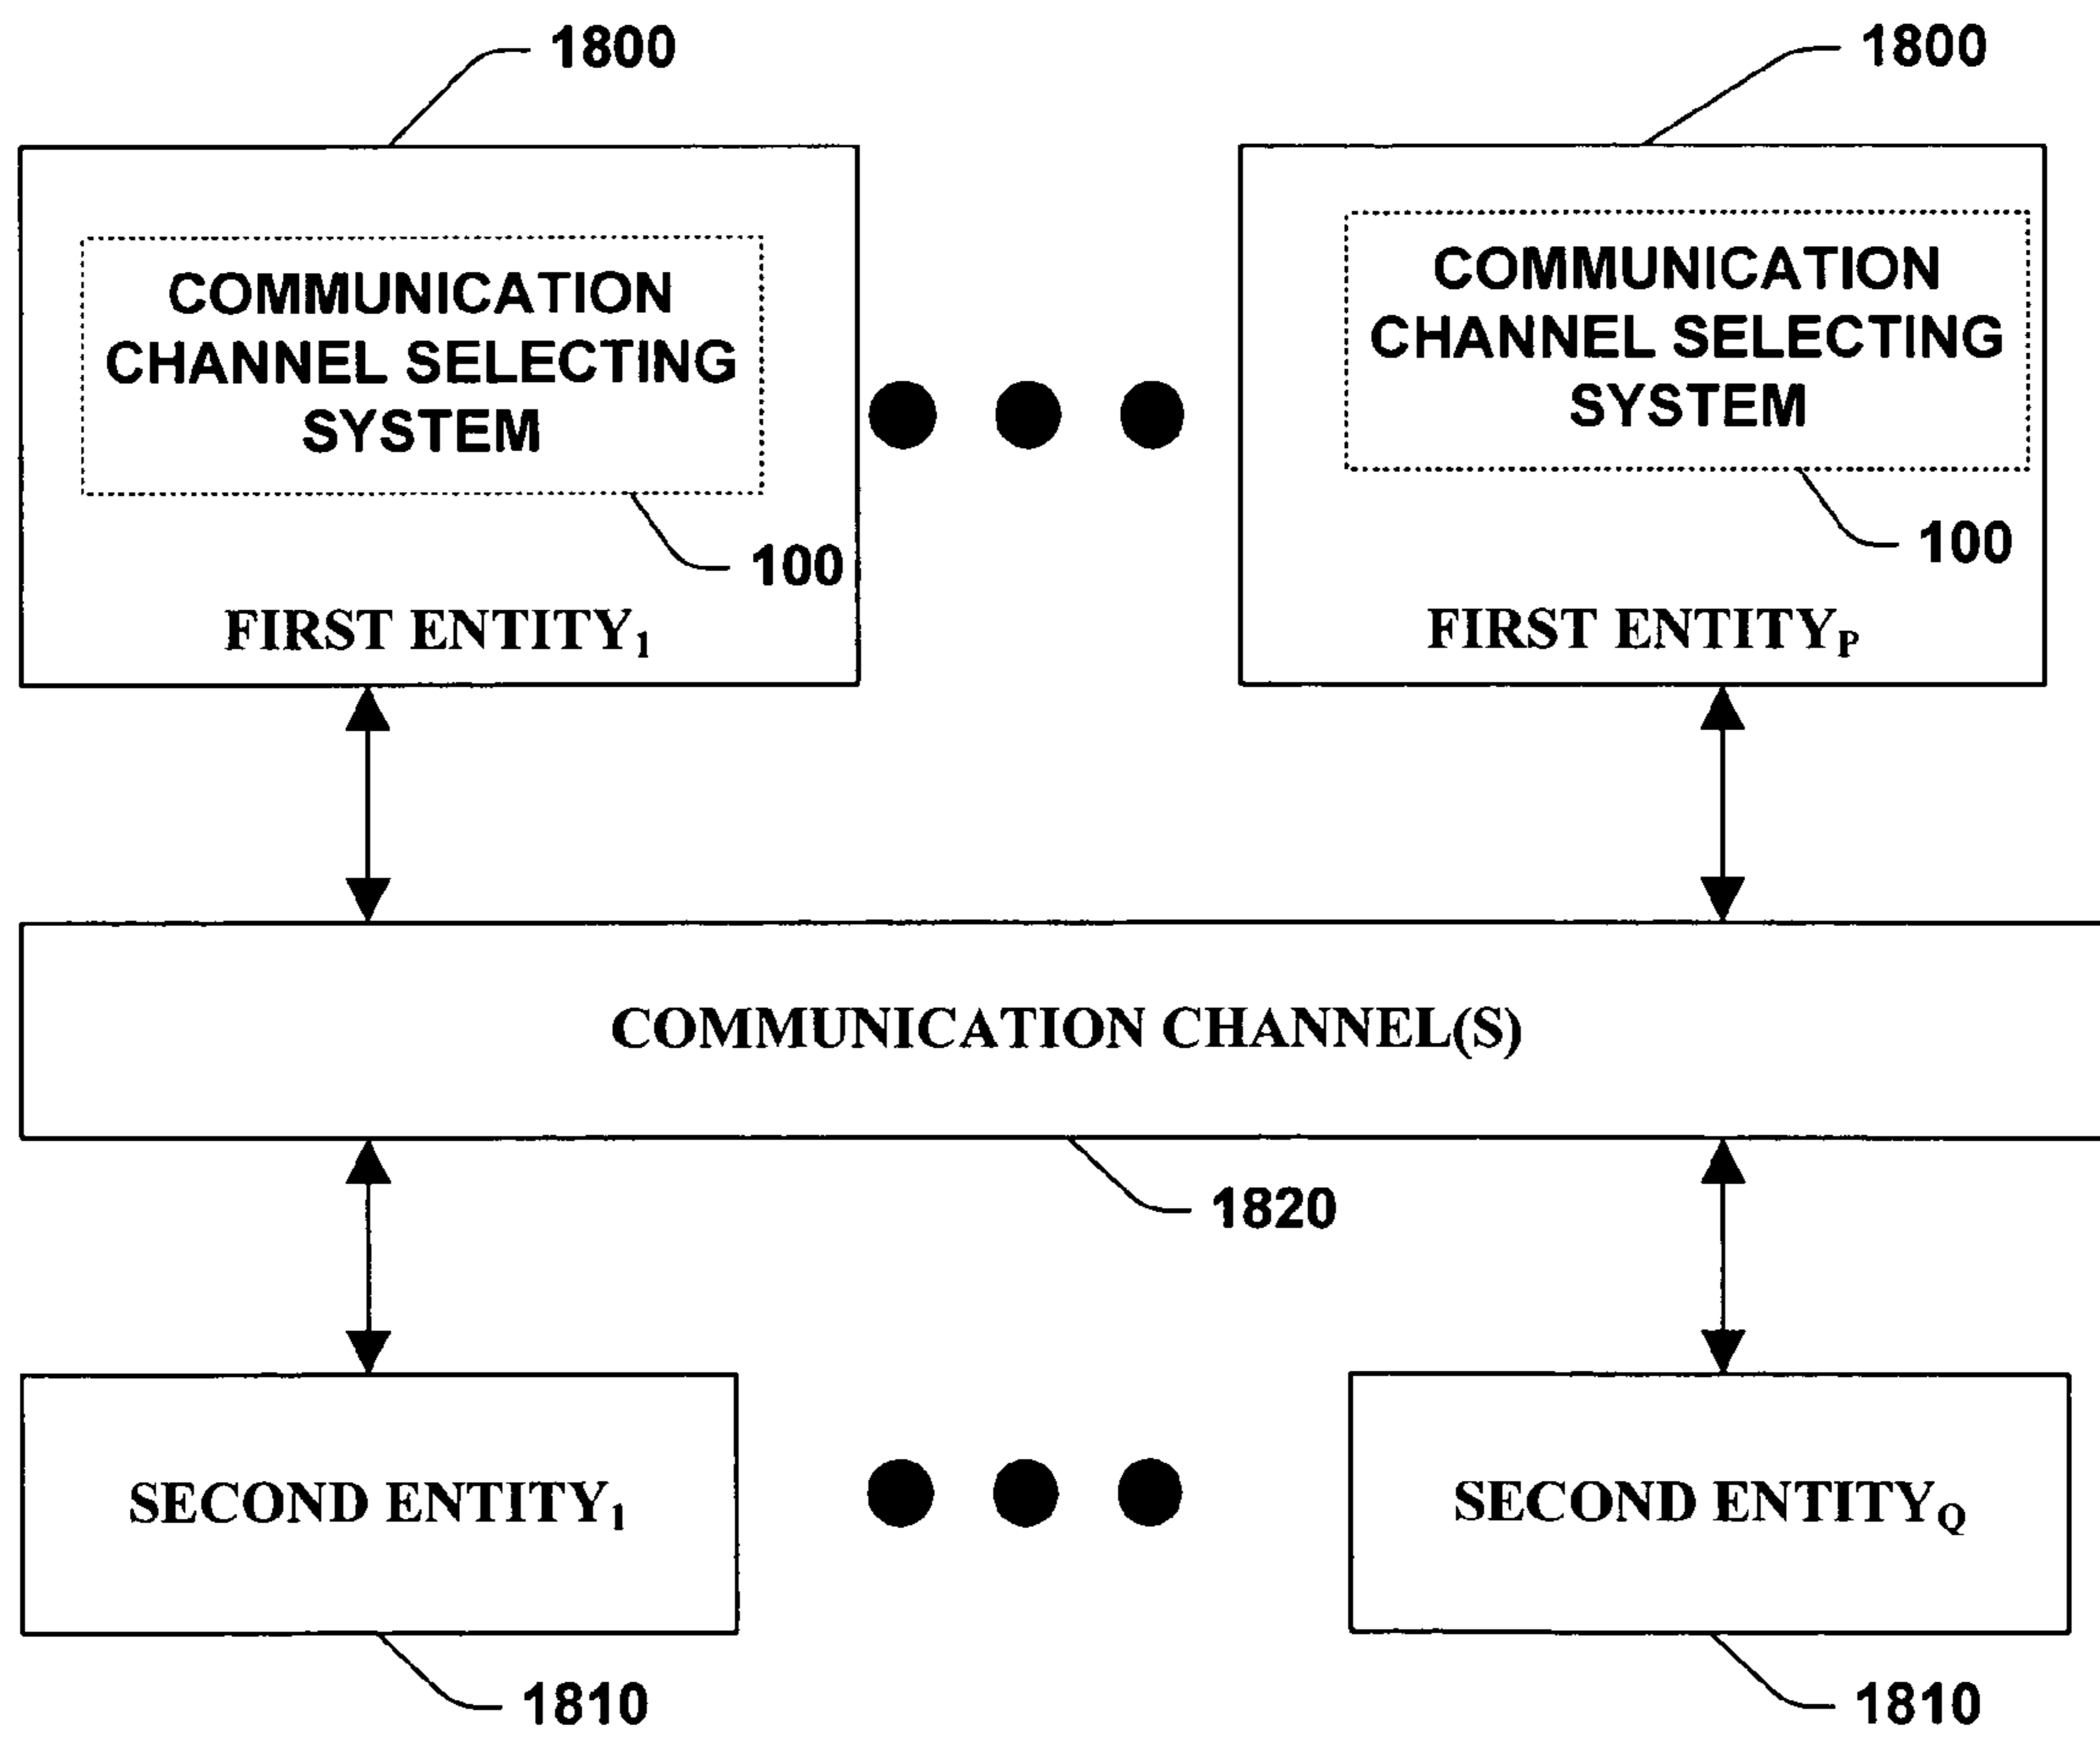 1800
1800
COMMUNICATION
CHANNEL SELECTING
SYSTEM
100
FIRST ENTITY₁
COMMUNICATION
CHANNEL SELECTING
SYSTEM
100
FIRST ENTITYP
COMMUNICATION CHANNEL(S)
1820
SECOND ENTITY₁
SECOND ENTITYQ
1810
1810